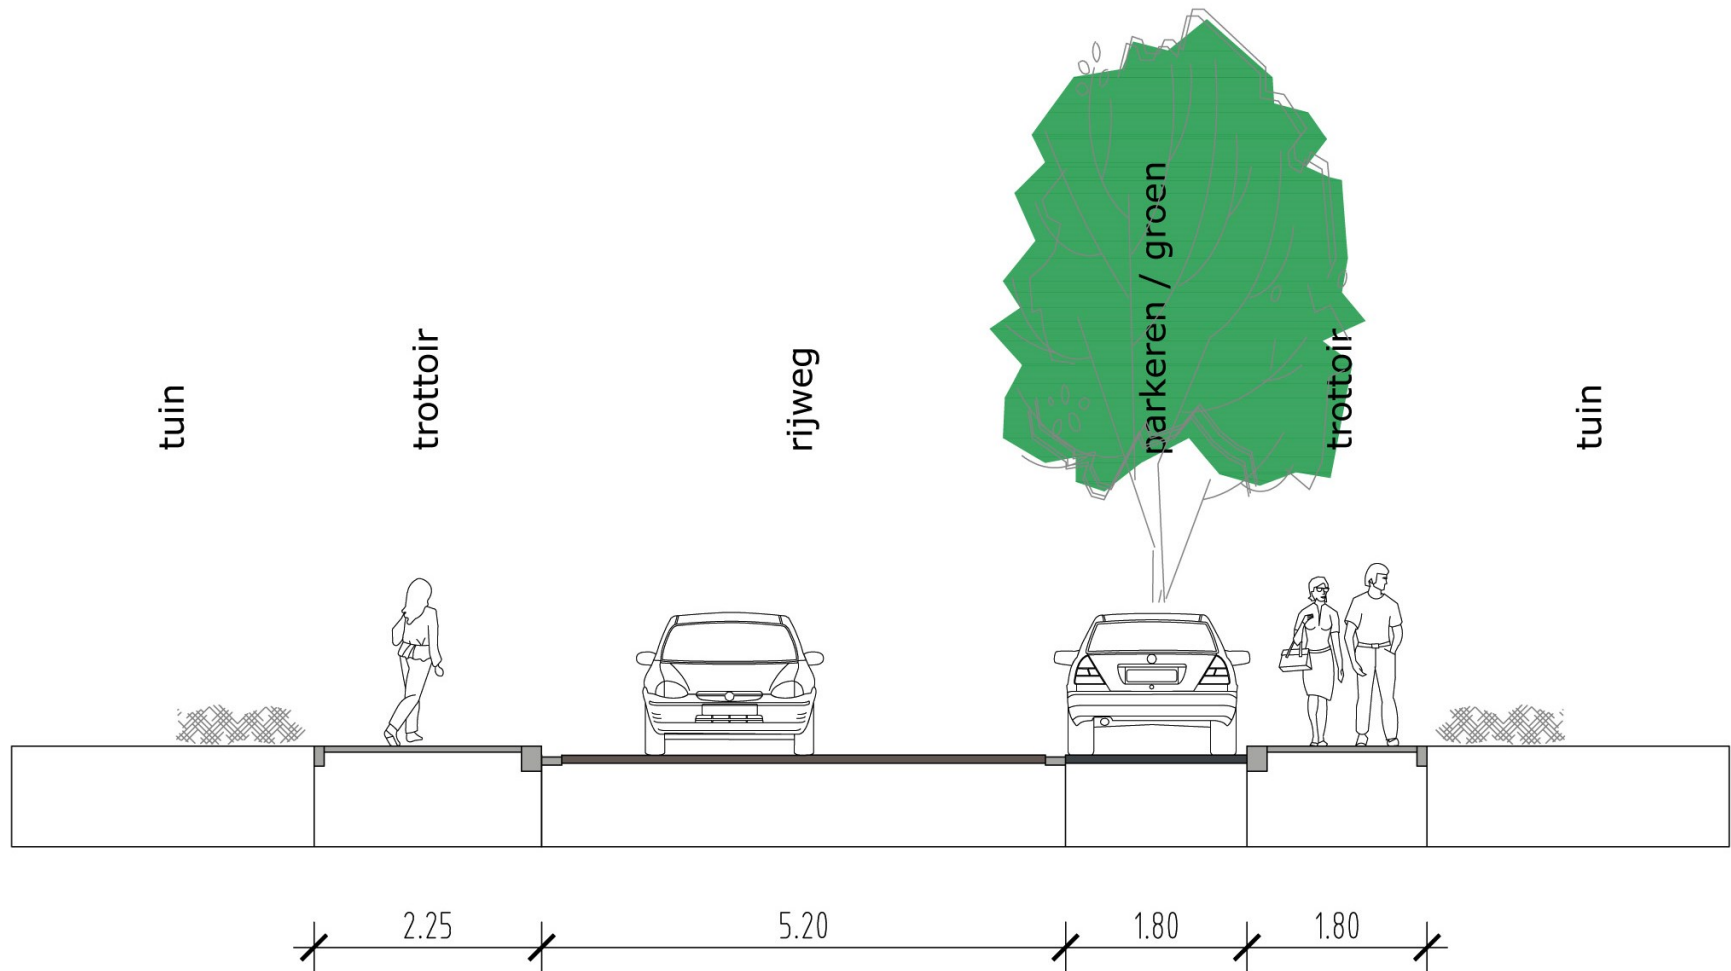 tuin
trottoir
rijweg
parkeren / groen
trottoir
tuin
2.25
5.20
1.80
1.80